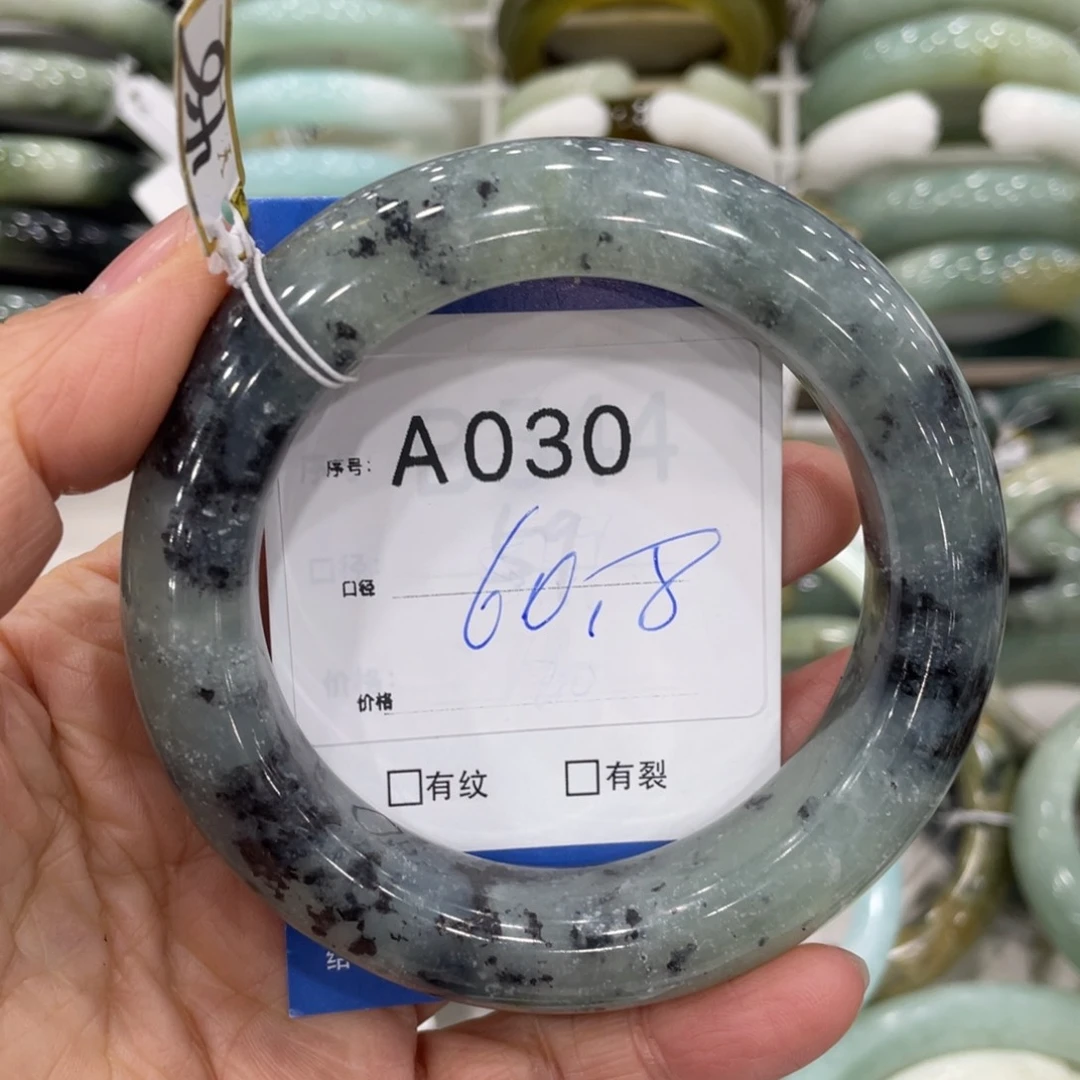 序号: A030
口径 60.8
价格
□有纹 □有裂